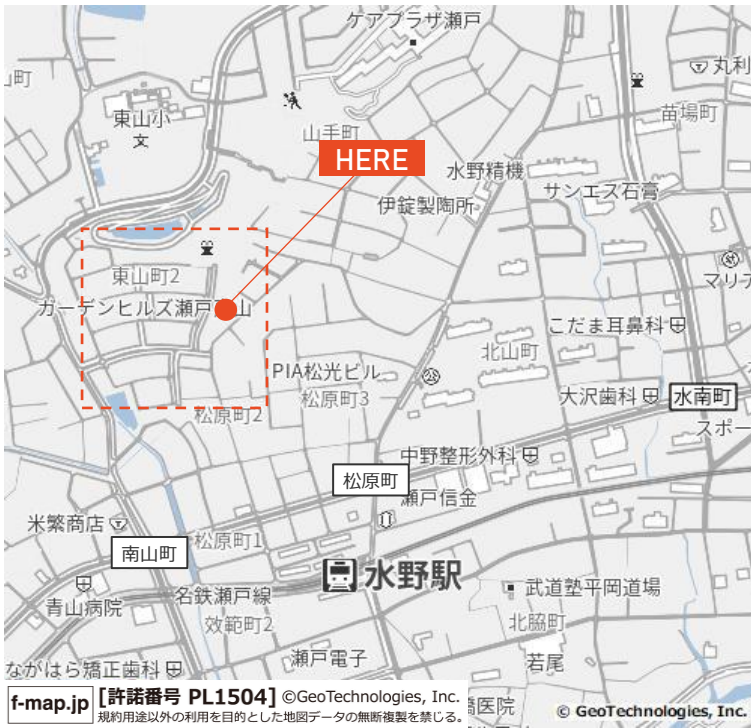 ケアプラザ瀬戸
丸利
山町
東山小
文
苗場町
山手町
HERE
水野精機
サンエス石膏
伊錠製陶所
東山町2
マリア
ガーデンヒルズ瀬戸東山
こだま耳鼻科
北山町
PIA松光ビル
松原町3
大沢歯科
水南町
松原町2
スポー
中野整形外科
松原町
瀬戸信金
米繁商店
松原町1
南山町
水野駅
武道塾平岡道場
青山病院
名鉄瀬戸線
効範町2
北脇町
若尾
瀬戸電子
ながはら矯正歯科
f-map.jp
[許諾番号 PL1504] ©GeoTechnologies, Inc.
規約用途以外の利用を目的とした地図データの無断複製を禁じる。
橋医院
© GeoTechnologies, Inc.